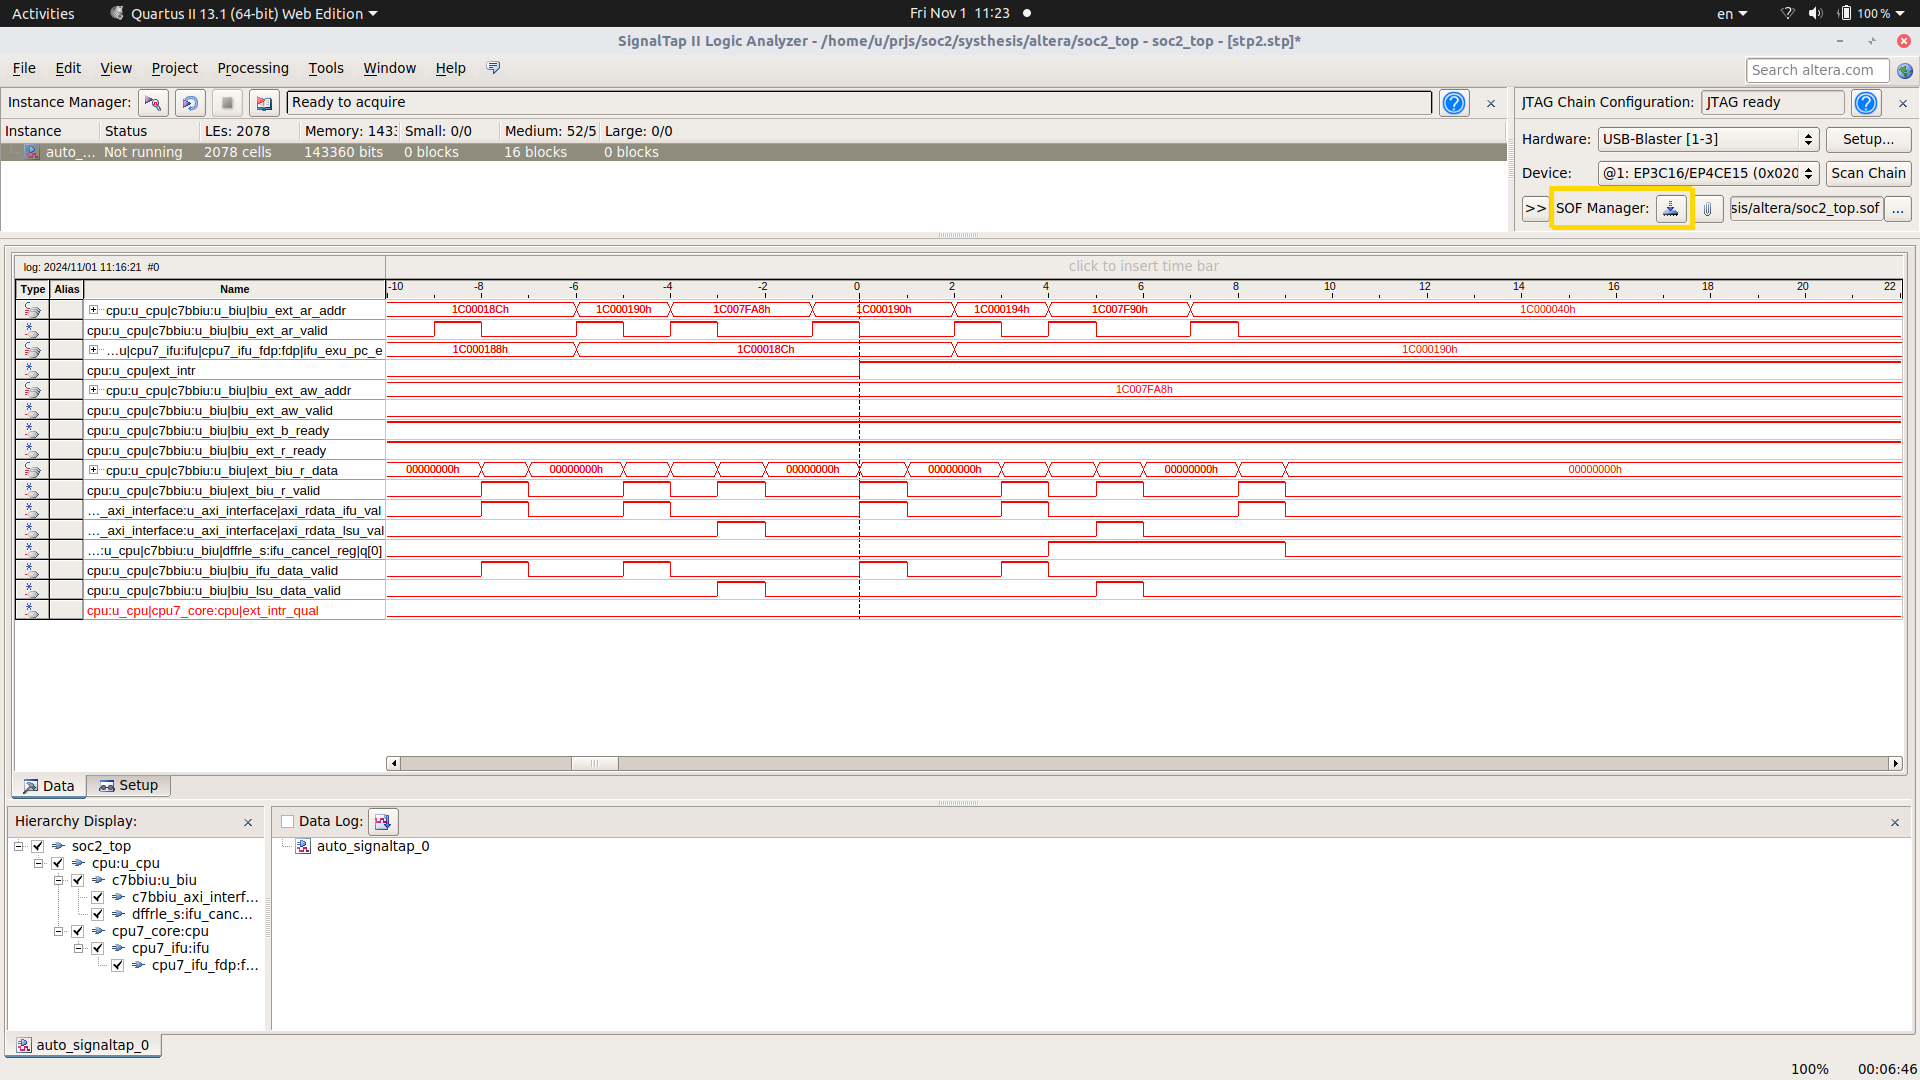 Activities Quartus II 13.1 (64-bit) Web Edition Fri Nov 1 11:23 en 100 %
SignalTap II Logic Analyzer - /home/u/prjs/soc2/systhesis/altera/soc2_top - soc2_top - [stp2.stp]*
File Edit View Project Processing Tools Window Help Search altera.com
Instance Manager: Ready to acquire
JTAG Chain Configuration: JTAG ready
Instance Status LEs: 2078 Memory: 143: Small: 0/0 Medium: 52/5 Large: 0/0
auto_... Not running 2078 cells 143360 bits 0 blocks 16 blocks 0 blocks
Hardware: USB-Blaster [1-3] Setup...
Device: @1: EP3C16/EP4CE15 (0x020 Scan Chain
>> SOF Manager: sis/altera/soc2_top.sof ...
log: 2024/11/01 11:16:21 #0 click to insert time bar
Type Alias Name -10 -8 -6 -4 -2 0 2 4 6 8 10 12 14 16 18 20 22
cpu:u_cpu|c7bbiu:u_biu|biu_ext_ar_addr 1C00018Ch 1C000190h 1C007FA8h 1C000190h 1C000194h 1C007F90h 1C000040h
cpu:u_cpu|c7bbiu:u_biu|biu_ext_ar_valid
...u|cpu7_ifu:ifu|cpu7_ifu_fdp:fdp|ifu_exu_pc_e 1C000188h 1C00018Ch 1C000190h
cpu:u_cpu|ext_intr
cpu:u_cpu|c7bbiu:u_biu|biu_ext_aw_addr 1C007FA8h
cpu:u_cpu|c7bbiu:u_biu|biu_ext_aw_valid
cpu:u_cpu|c7bbiu:u_biu|biu_ext_b_ready
cpu:u_cpu|c7bbiu:u_biu|biu_ext_r_ready
cpu:u_cpu|c7bbiu:u_biu|ext_biu_r_data 00000000h 00000000h 00000000h 00000000h 00000000h 00000000h
cpu:u_cpu|c7bbiu:u_biu|ext_biu_r_valid
..._axi_interface:u_axi_interface|axi_rdata_ifu_val
..._axi_interface:u_axi_interface|axi_rdata_lsu_val
...:u_cpu|c7bbiu:u_biu|dffrle_s:ifu_cancel_reg|q[0]
cpu:u_cpu|c7bbiu:u_biu|biu_ifu_data_valid
cpu:u_cpu|c7bbiu:u_biu|biu_lsu_data_valid
cpu:u_cpu|cpu7_core:cpu|ext_intr_qual
Data Setup
Hierarchy Display:
soc2_top
cpu:u_cpu
c7bbiu:u_biu
c7bbiu_axi_interf...
dffrle_s:ifu_canc...
cpu7_core:cpu
cpu7_ifu:ifu
cpu7_ifu_fdp:f...
Data Log:
auto_signaltap_0
auto_signaltap_0
100% 00:06:46